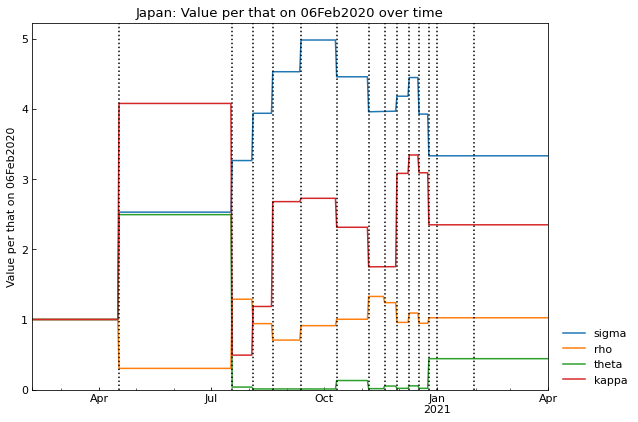 Japan: Value per that on 06Feb2020 over time
Value per that on 06Feb2020
5
4
3
2
1
0
Apr
Jul
Oct
Jan
2021
Apr
sigma
rho
theta
kappa